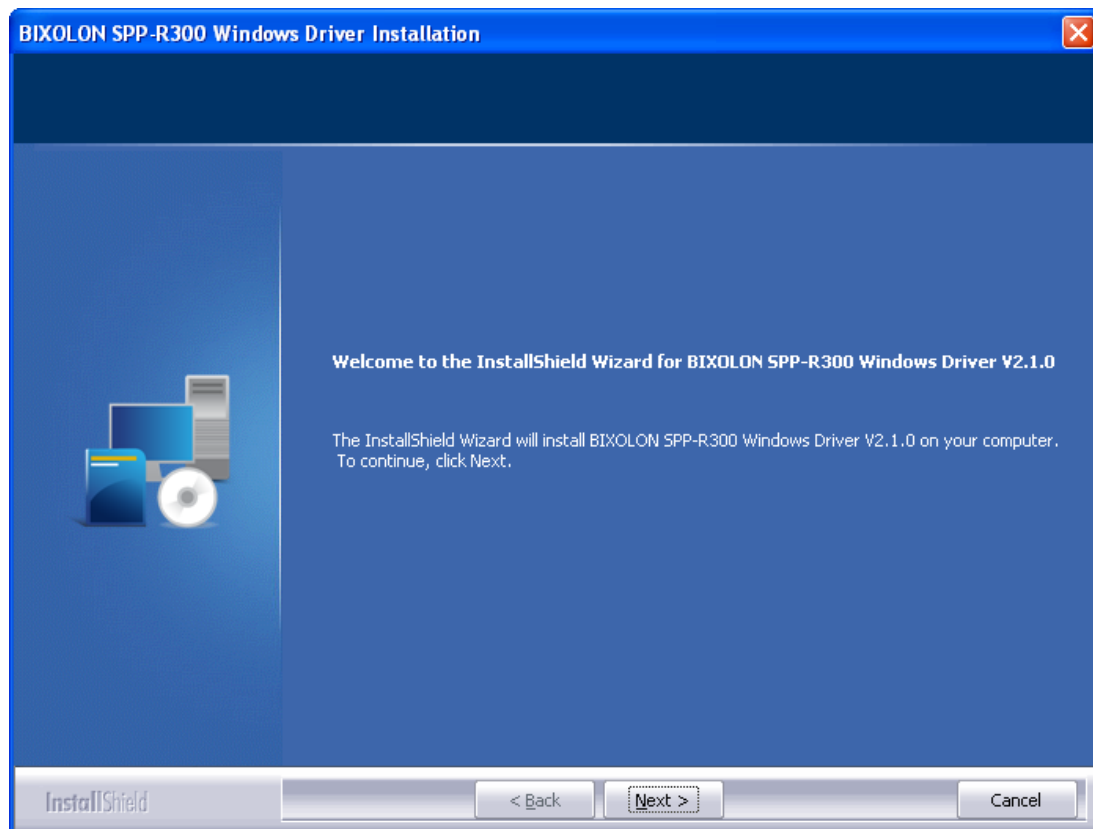 BIXOLON SPP-R300 Windows Driver Installation
Welcome to the InstallShield Wizard for BIXOLON SPP-R300 Windows Driver V2.1.0
The InstallShield Wizard will install BIXOLON SPP-R300 Windows Driver V2.1.0 on your computer.
To continue, click Next.
InstallShield
< Back
Next >
Cancel